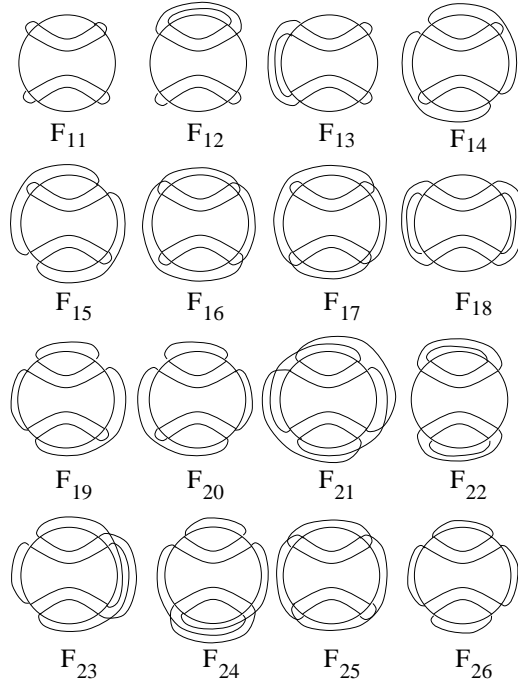 F₁₁ F₁₂ F₁₃ F₁₄
F₁₅ F₁₆ F₁₇ F₁₈
F₁₉ F₂₀ F₂₁ F₂₂
F₂₃ F₂₄ F₂₅ F₂₆